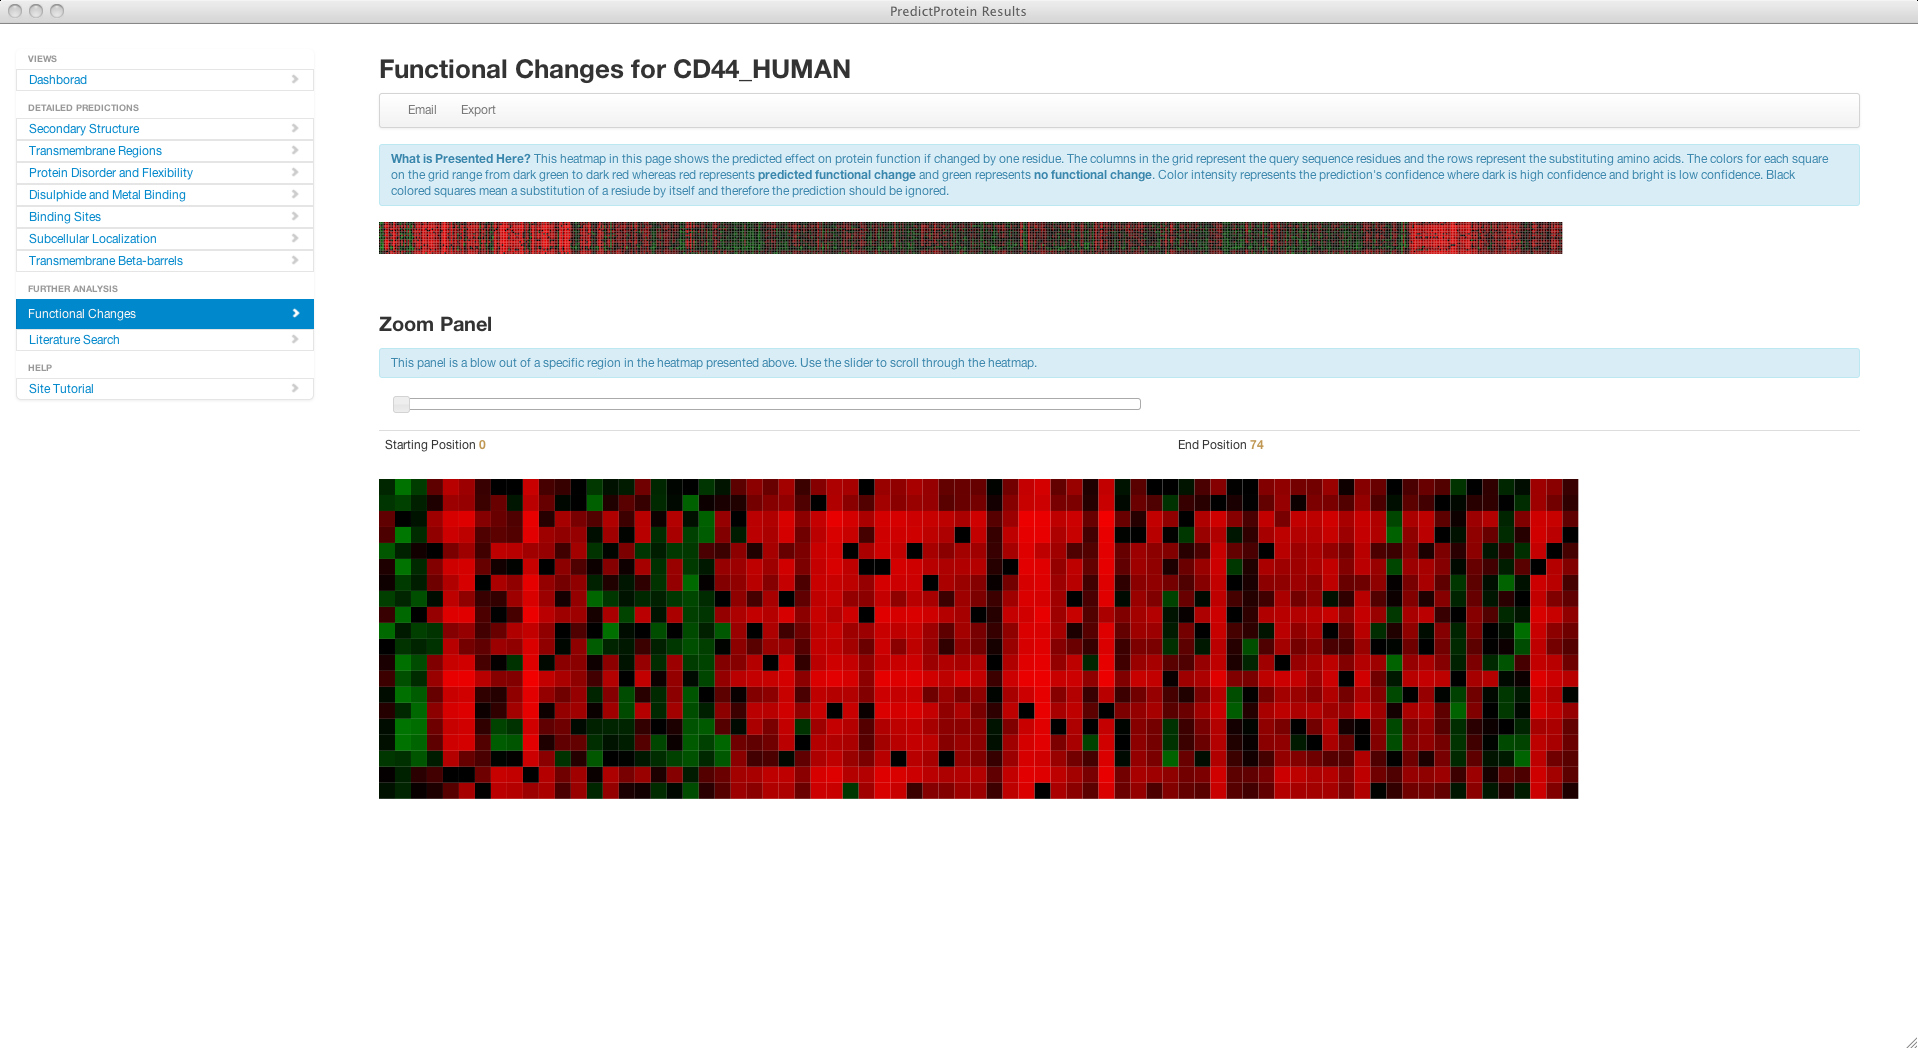 PredictProtein Results
VIEWS
Dashborad
DETAILED PREDICTIONS
Secondary Structure
Transmembrane Regions
Protein Disorder and Flexibility
Disulphide and Metal Binding
Binding Sites
Subcellular Localization
Transmembrane Beta-barrels
FURTHER ANALYSIS
Functional Changes
Literature Search
HELP
Site Tutorial
Functional Changes for CD44_HUMAN
Email Export
What is Presented Here? This heatmap in this page shows the predicted effect on protein function if changed by one residue. The columns in the grid represent the query sequence residues and the rows represent the substituting amino acids. The colors for each square
on the grid range from dark green to dark red whereas red represents predicted functional change and green represents no functional change. Color intensity represents the prediction's confidence where dark is high confidence and bright is low confidence. Black
colored squares mean a substitution of a resiude by itself and therefore the prediction should be ignored.
Zoom Panel
This panel is a blow out of a specific region in the heatmap presented above. Use the slider to scroll through the heatmap.
Starting Position 0
End Position 74